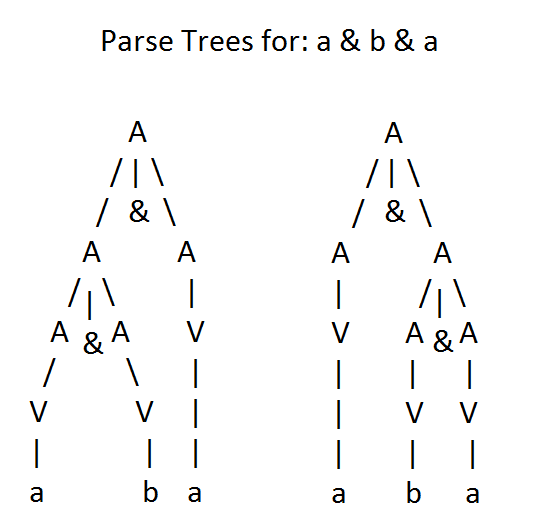 Parse Trees for: a & b & a
A A
/ | \ / | \
/ & \ / & \
A A A A
/ | \ | | / | \
A & A V V A & A
/ \ | | | |
V V | | V V
| | | | | |
a b a a b a